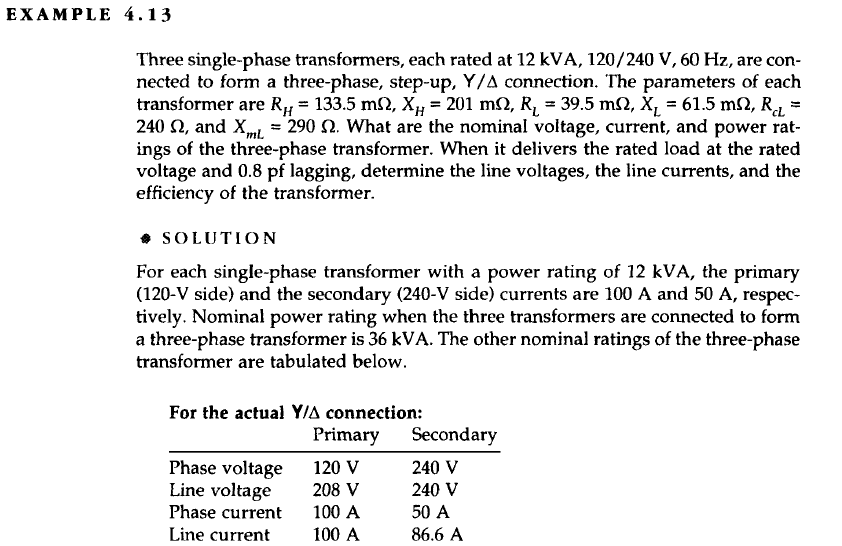 EXAMPLE 4.13
Three single-phase transformers, each rated at 12 kVA, 120/240 V, 60 Hz, are con-
nected to form a three-phase, step-up, Y/Δ connection. The parameters of each
transformer are R_H = 133.5 mΩ, X_H = 201 mΩ, R_L = 39.5 mΩ, X_L = 61.5 mΩ, R_cL =
240 Ω, and X_mL = 290 Ω. What are the nominal voltage, current, and power rat-
ings of the three-phase transformer. When it delivers the rated load at the rated
voltage and 0.8 pf lagging, determine the line voltages, the line currents, and the
efficiency of the transformer.
● SOLUTION
For each single-phase transformer with a power rating of 12 kVA, the primary
(120-V side) and the secondary (240-V side) currents are 100 A and 50 A, respec-
tively. Nominal power rating when the three transformers are connected to form
a three-phase transformer is 36 kVA. The other nominal ratings of the three-phase
transformer are tabulated below.
For the actual Y/Δ connection:
Primary Secondary
Phase voltage 120 V 240 V
Line voltage 208 V 240 V
Phase current 100 A 50 A
Line current 100 A 86.6 A